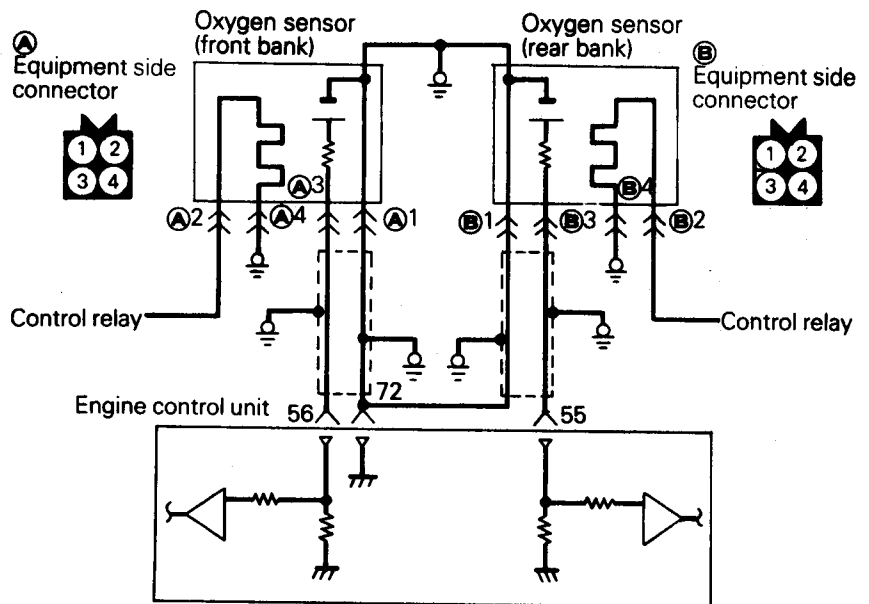 Oxygen sensor
(front bank)
Oxygen sensor
(rear bank)
Ⓐ
Equipment side
connector
1 2
3 4
Ⓑ
Equipment side
connector
1 2
3 4
Ⓐ3
Ⓑ4
Ⓐ2
Ⓐ4
Ⓐ1
Ⓑ1
Ⓑ3
Ⓑ2
Control relay
Control relay
72
Engine control unit
56
55